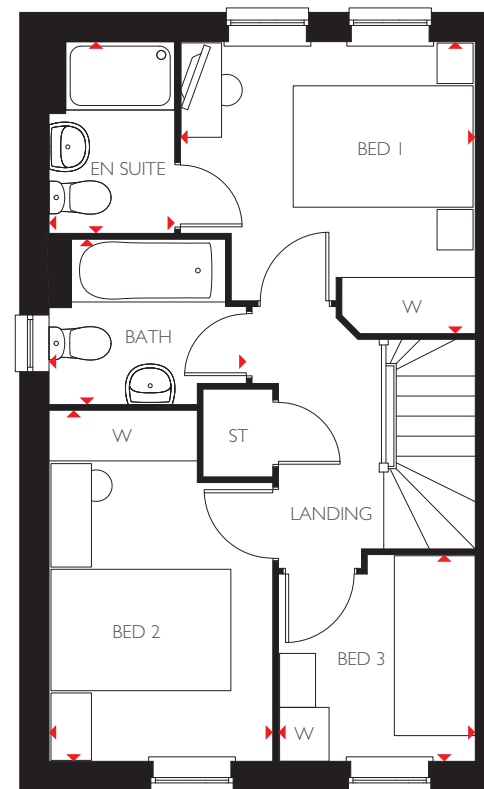 BED 1
EN SUITE
W
BATH
ST
W
LANDING
BED 2
BED 3
W